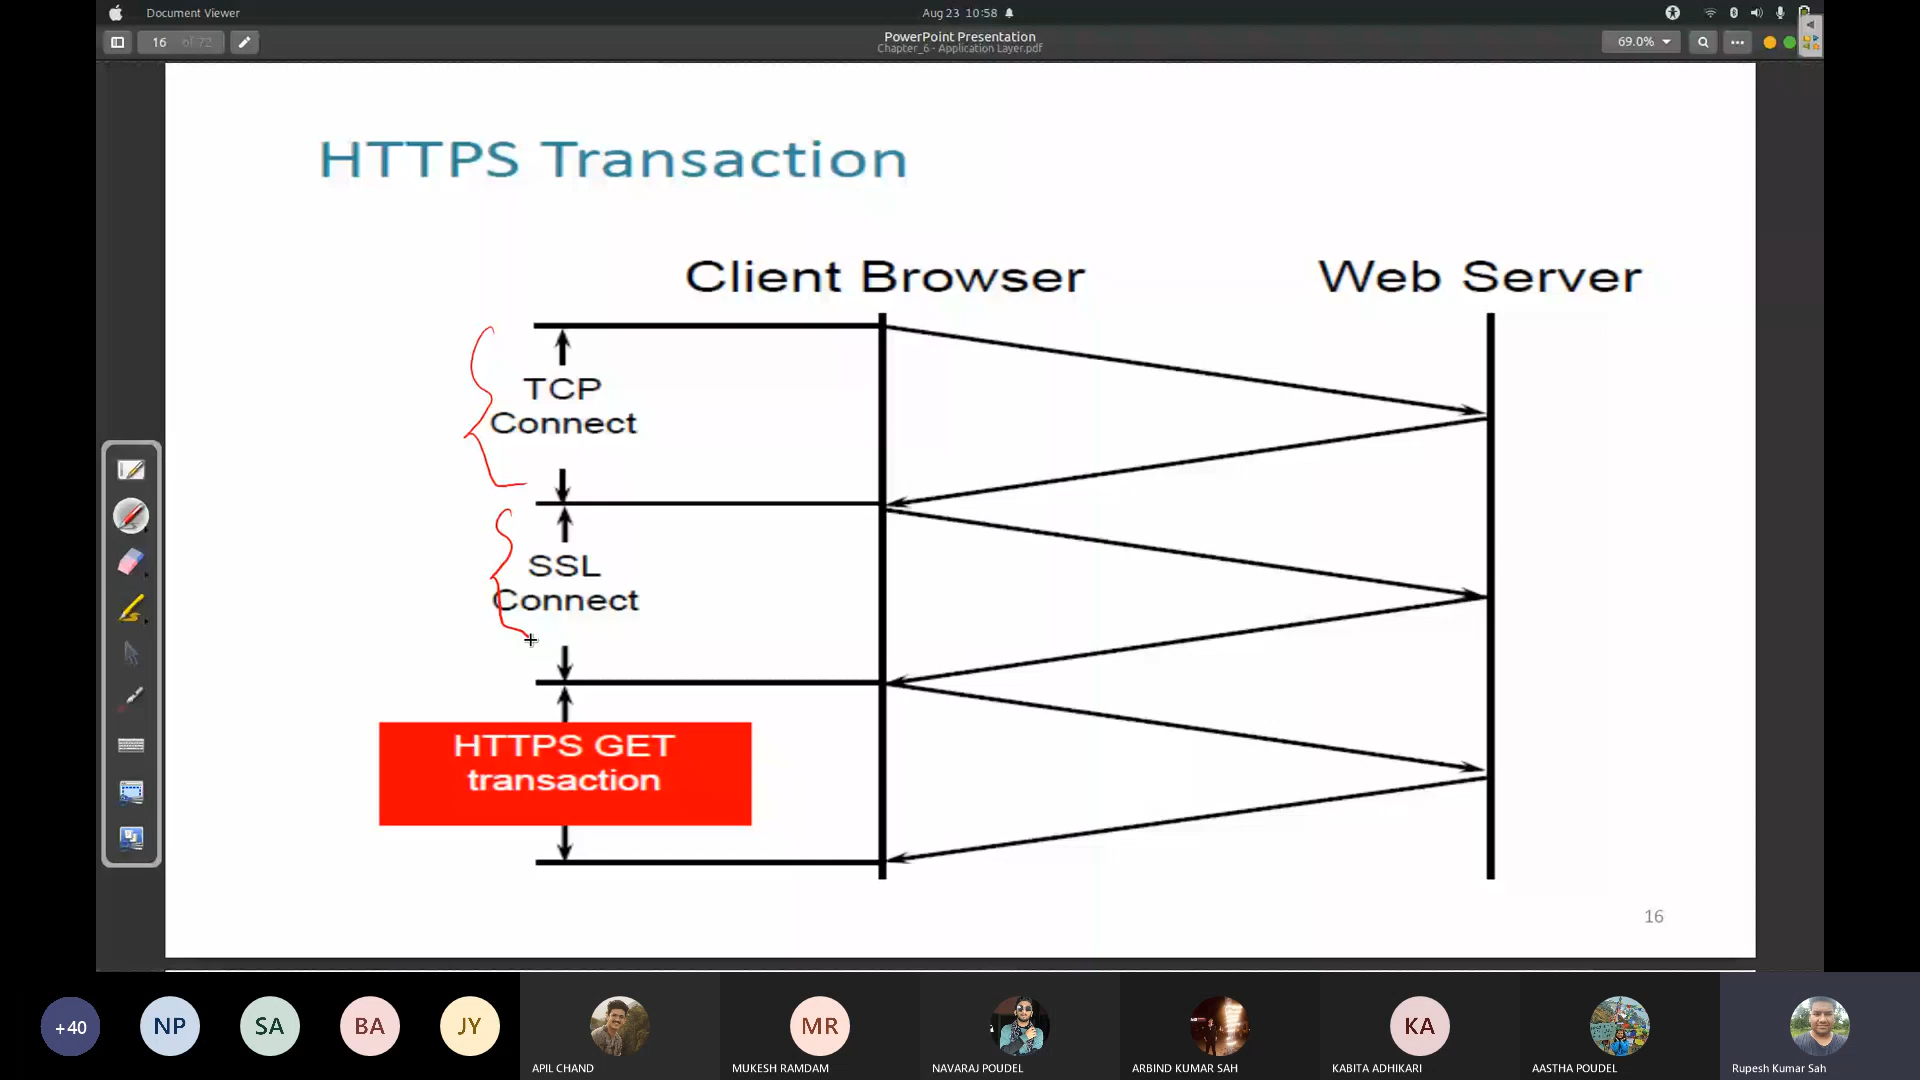 Document Viewer
Aug 23 10:58
16 of 72
PowerPoint Presentation
Chapter_6 - Application Layer.pdf
69.0%
HTTPS Transaction
Client Browser
Web Server
TCP
Connect
SSL
Connect
HTTPS GET
transaction
16
+40
NP
SA
BA
JY
MR
KA
APIL CHAND
MUKESH RAMDAM
NAVARAJ POUDEL
ARBIND KUMAR SAH
KABITA ADHIKARI
AASTHA POUDEL
Rupesh Kumar Sah